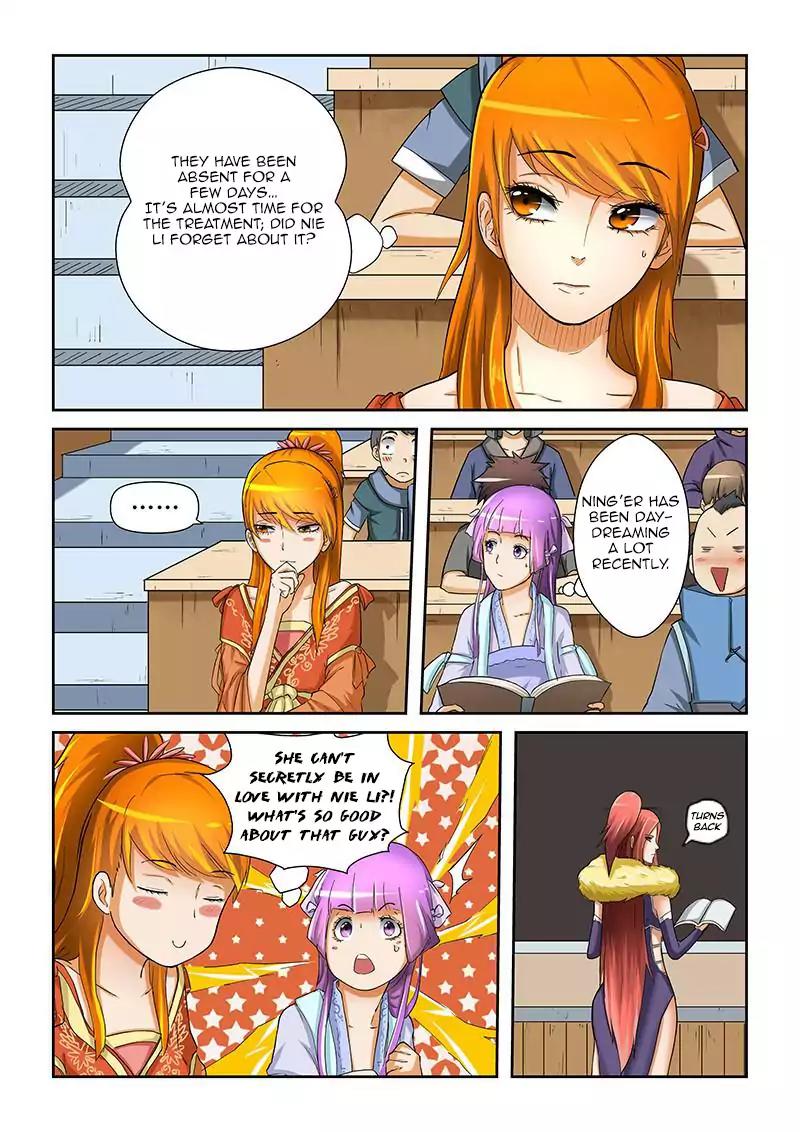 THEY HAVE BEEN
ABSENT FOR A
FEW DAYS...
IT'S ALMOST TIME FOR
THE TREATMENT; DID NIE
LI FORGET ABOUT IT?
......
NING'ER HAS
BEEN DAY-
DREAMING
A LOT
RECENTLY.
SHE CAN'T
SECRETLY BE IN
LOVE WITH NIE LI?!
WHAT'S SO GOOD
ABOUT THAT GUY?
TURNS
BACK